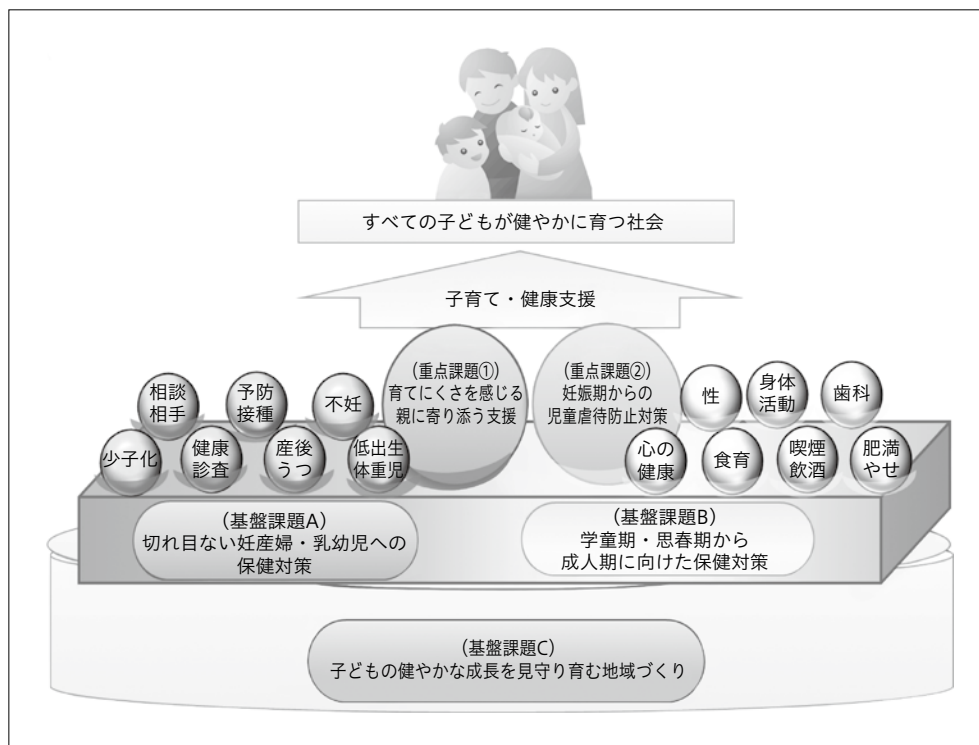 すべての子どもが健やかに育つ社会
子育て・健康支援
(重点課題①)
育てにくさを感じる
親に寄り添う支援
(重点課題②)
妊娠期からの
児童虐待防止対策
相談
相手
予防
接種
不妊
少子化
健康
診査
産後
うつ
低出生
体重児
性
身体
活動
歯科
心の
健康
食育
喫煙
飲酒
肥満
やせ
(基盤課題A)
切れ目ない妊産婦・乳幼児への
保健対策
(基盤課題B)
学童期・思春期から
成人期に向けた保健対策
(基盤課題C)
子どもの健やかな成長を見守り育む地域づくり